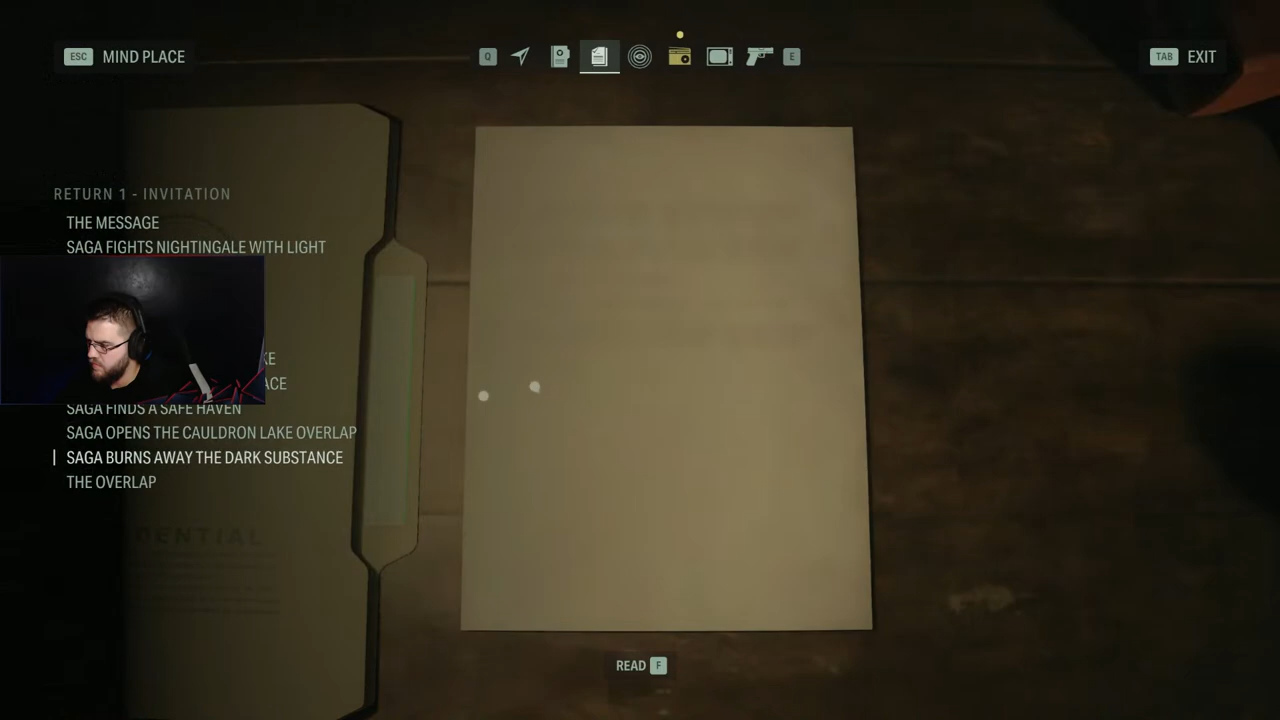 ESC MIND PLACE
Q
E
TAB EXIT
RETURN 1 - INVITATION
THE MESSAGE
SAGA FIGHTS NIGHTINGALE WITH LIGHT
KE
ACE
SAGA FINDS A SAFE HAVEN
SAGA OPENS THE CAULDRON LAKE OVERLAP
SAGA BURNS AWAY THE DARK SUBSTANCE
THE OVERLAP
DENTIAL
READ F